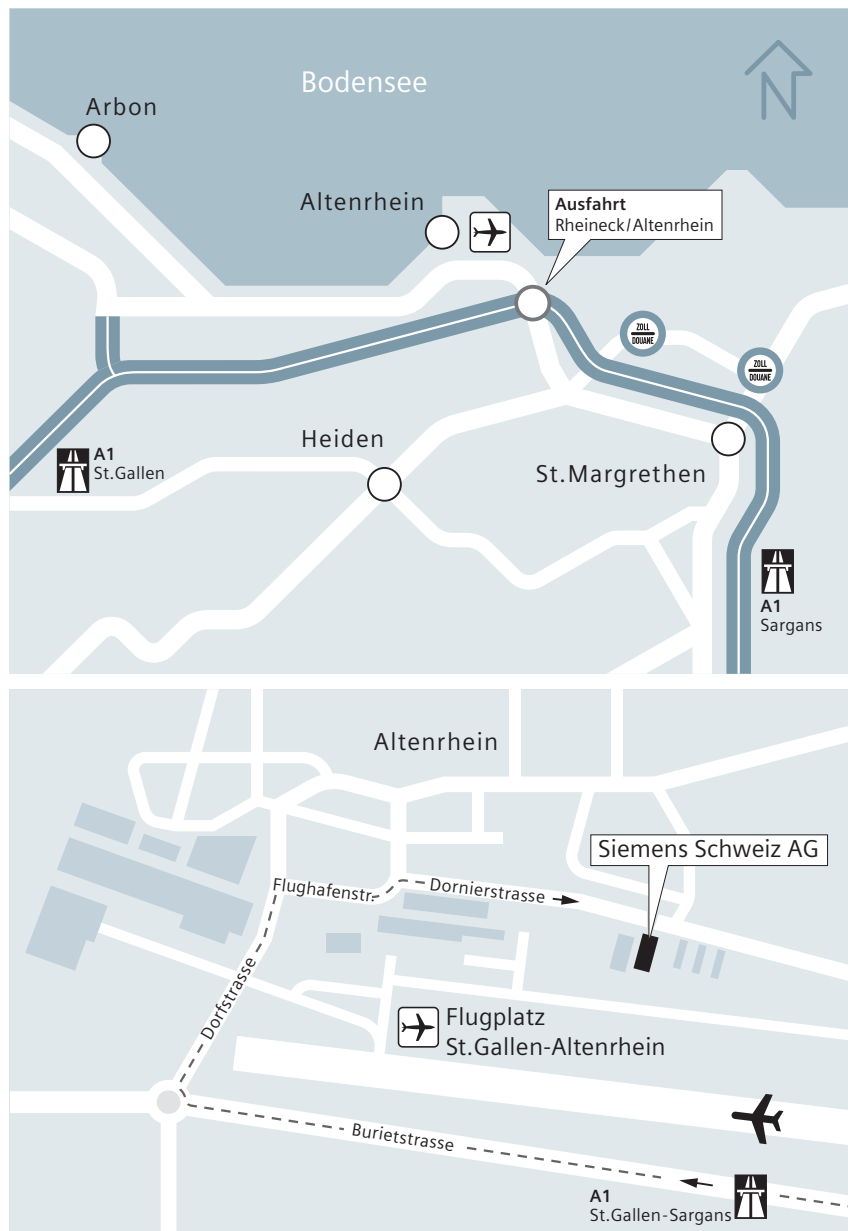 Bodensee
N
Arbon
Altenrhein
Ausfahrt
Rheineck/Altenrhein
ZOLL
DOUANE
ZOLL
DOUANE
Heiden
A1
St.Gallen
St.Margrethen
A1
Sargans
Altenrhein
Siemens Schweiz AG
Flughafenstr.
Dornierstrasse
Dorfstrasse
Flugplatz
St.Gallen-Altenrhein
Burietstrasse
A1
St.Gallen-Sargans